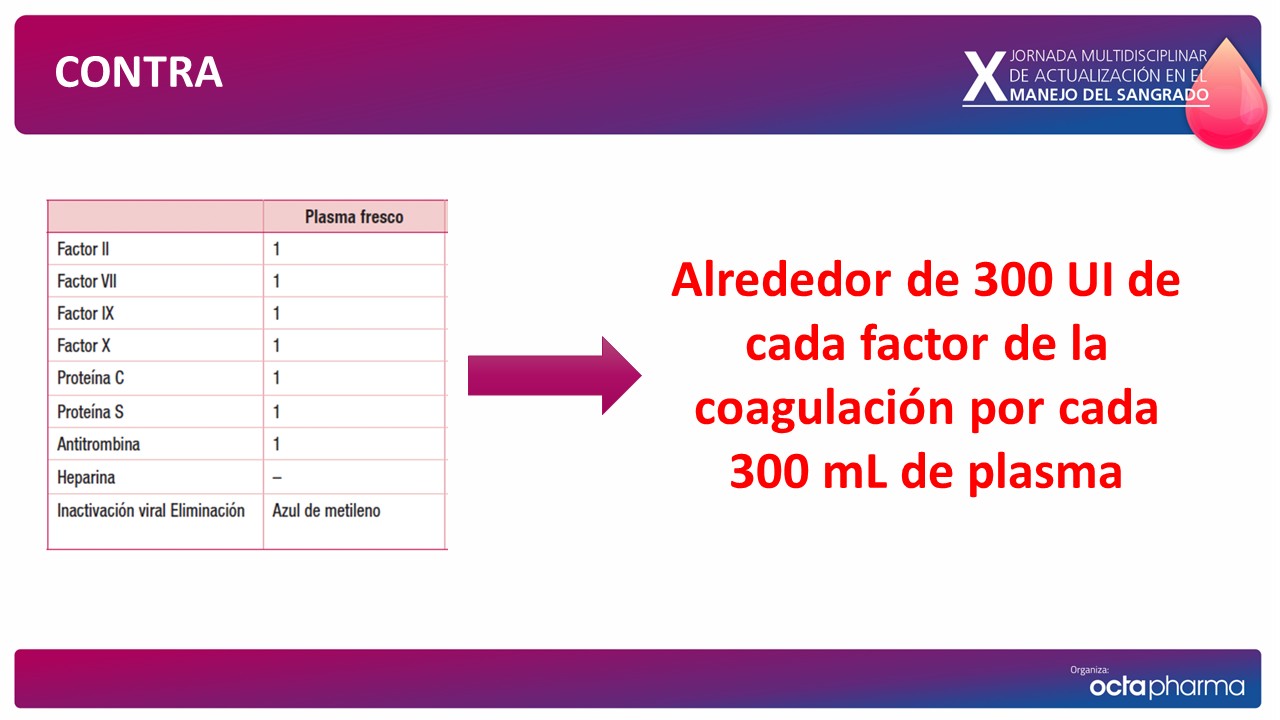 CONTRA
X JORNADA MULTIDISCIPLINAR
DE ACTUALIZACIÓN EN EL
MANEJO DEL SANGRADO
Plasma fresco
Factor II 1
Factor VII 1
Factor IX 1
Factor X 1
Proteína C 1
Proteína S 1
Antitrombina 1
Heparina –
Inactivación viral Eliminación Azul de metileno
Alrededor de 300 UI de
cada factor de la
coagulación por cada
300 mL de plasma
Organiza:
octapharma